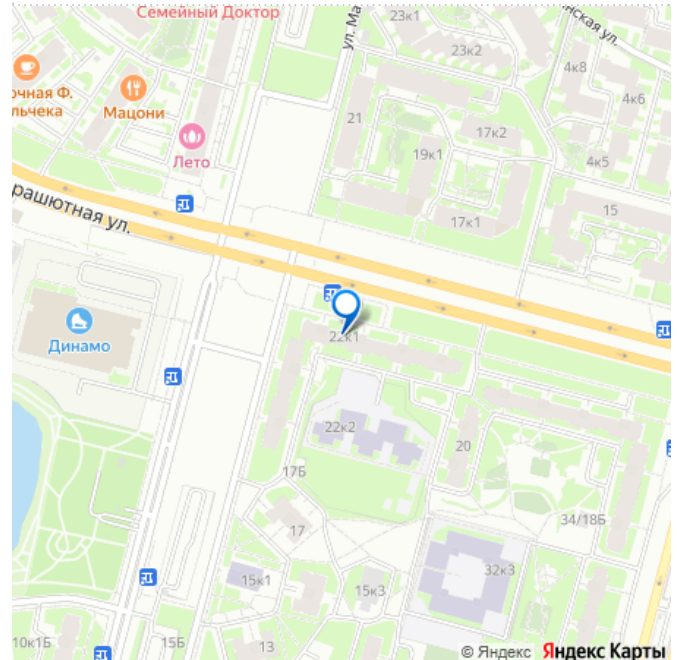 Семейный Доктор
23к1
ул. Ма
нская ул.
23к2
4к8
4к6
очная Ф.
льчека
Мацони
21
17к2
19к1
4к5
Лето
рашютная ул.
17к1
15
Динамо
22к1
22к2
20
17Б
34/18Б
17
32к3
15к1
15к3
10к1Б
15Б
13
© Яндекс Яндекс Карты